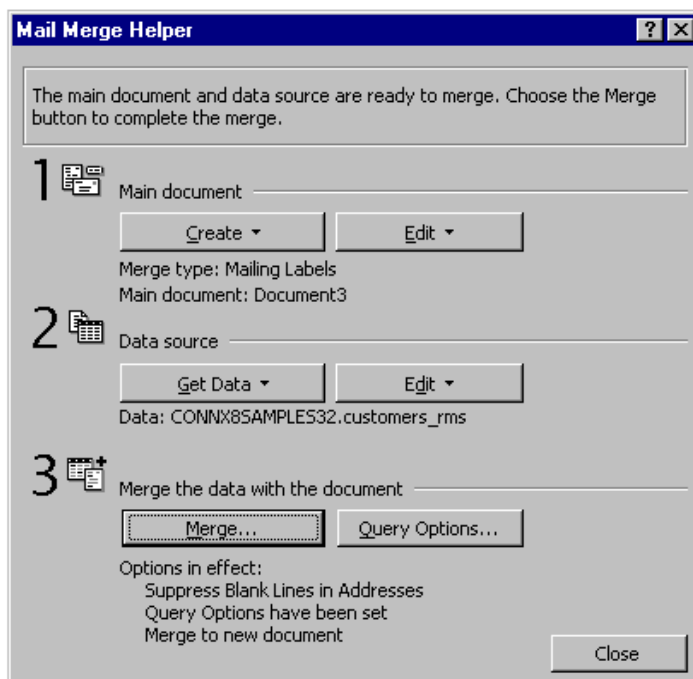 Mail Merge Helper
The main document and data source are ready to merge. Choose the Merge
button to complete the merge.
1
Main document
Create Edit
Merge type: Mailing Labels
Main document: Document3
2
Data source
Get Data Edit
Data: CONNX8SAMPLES32.customers_rms
3
Merge the data with the document
Merge... Query Options...
Options in effect:
Suppress Blank Lines in Addresses
Query Options have been set
Merge to new document
Close